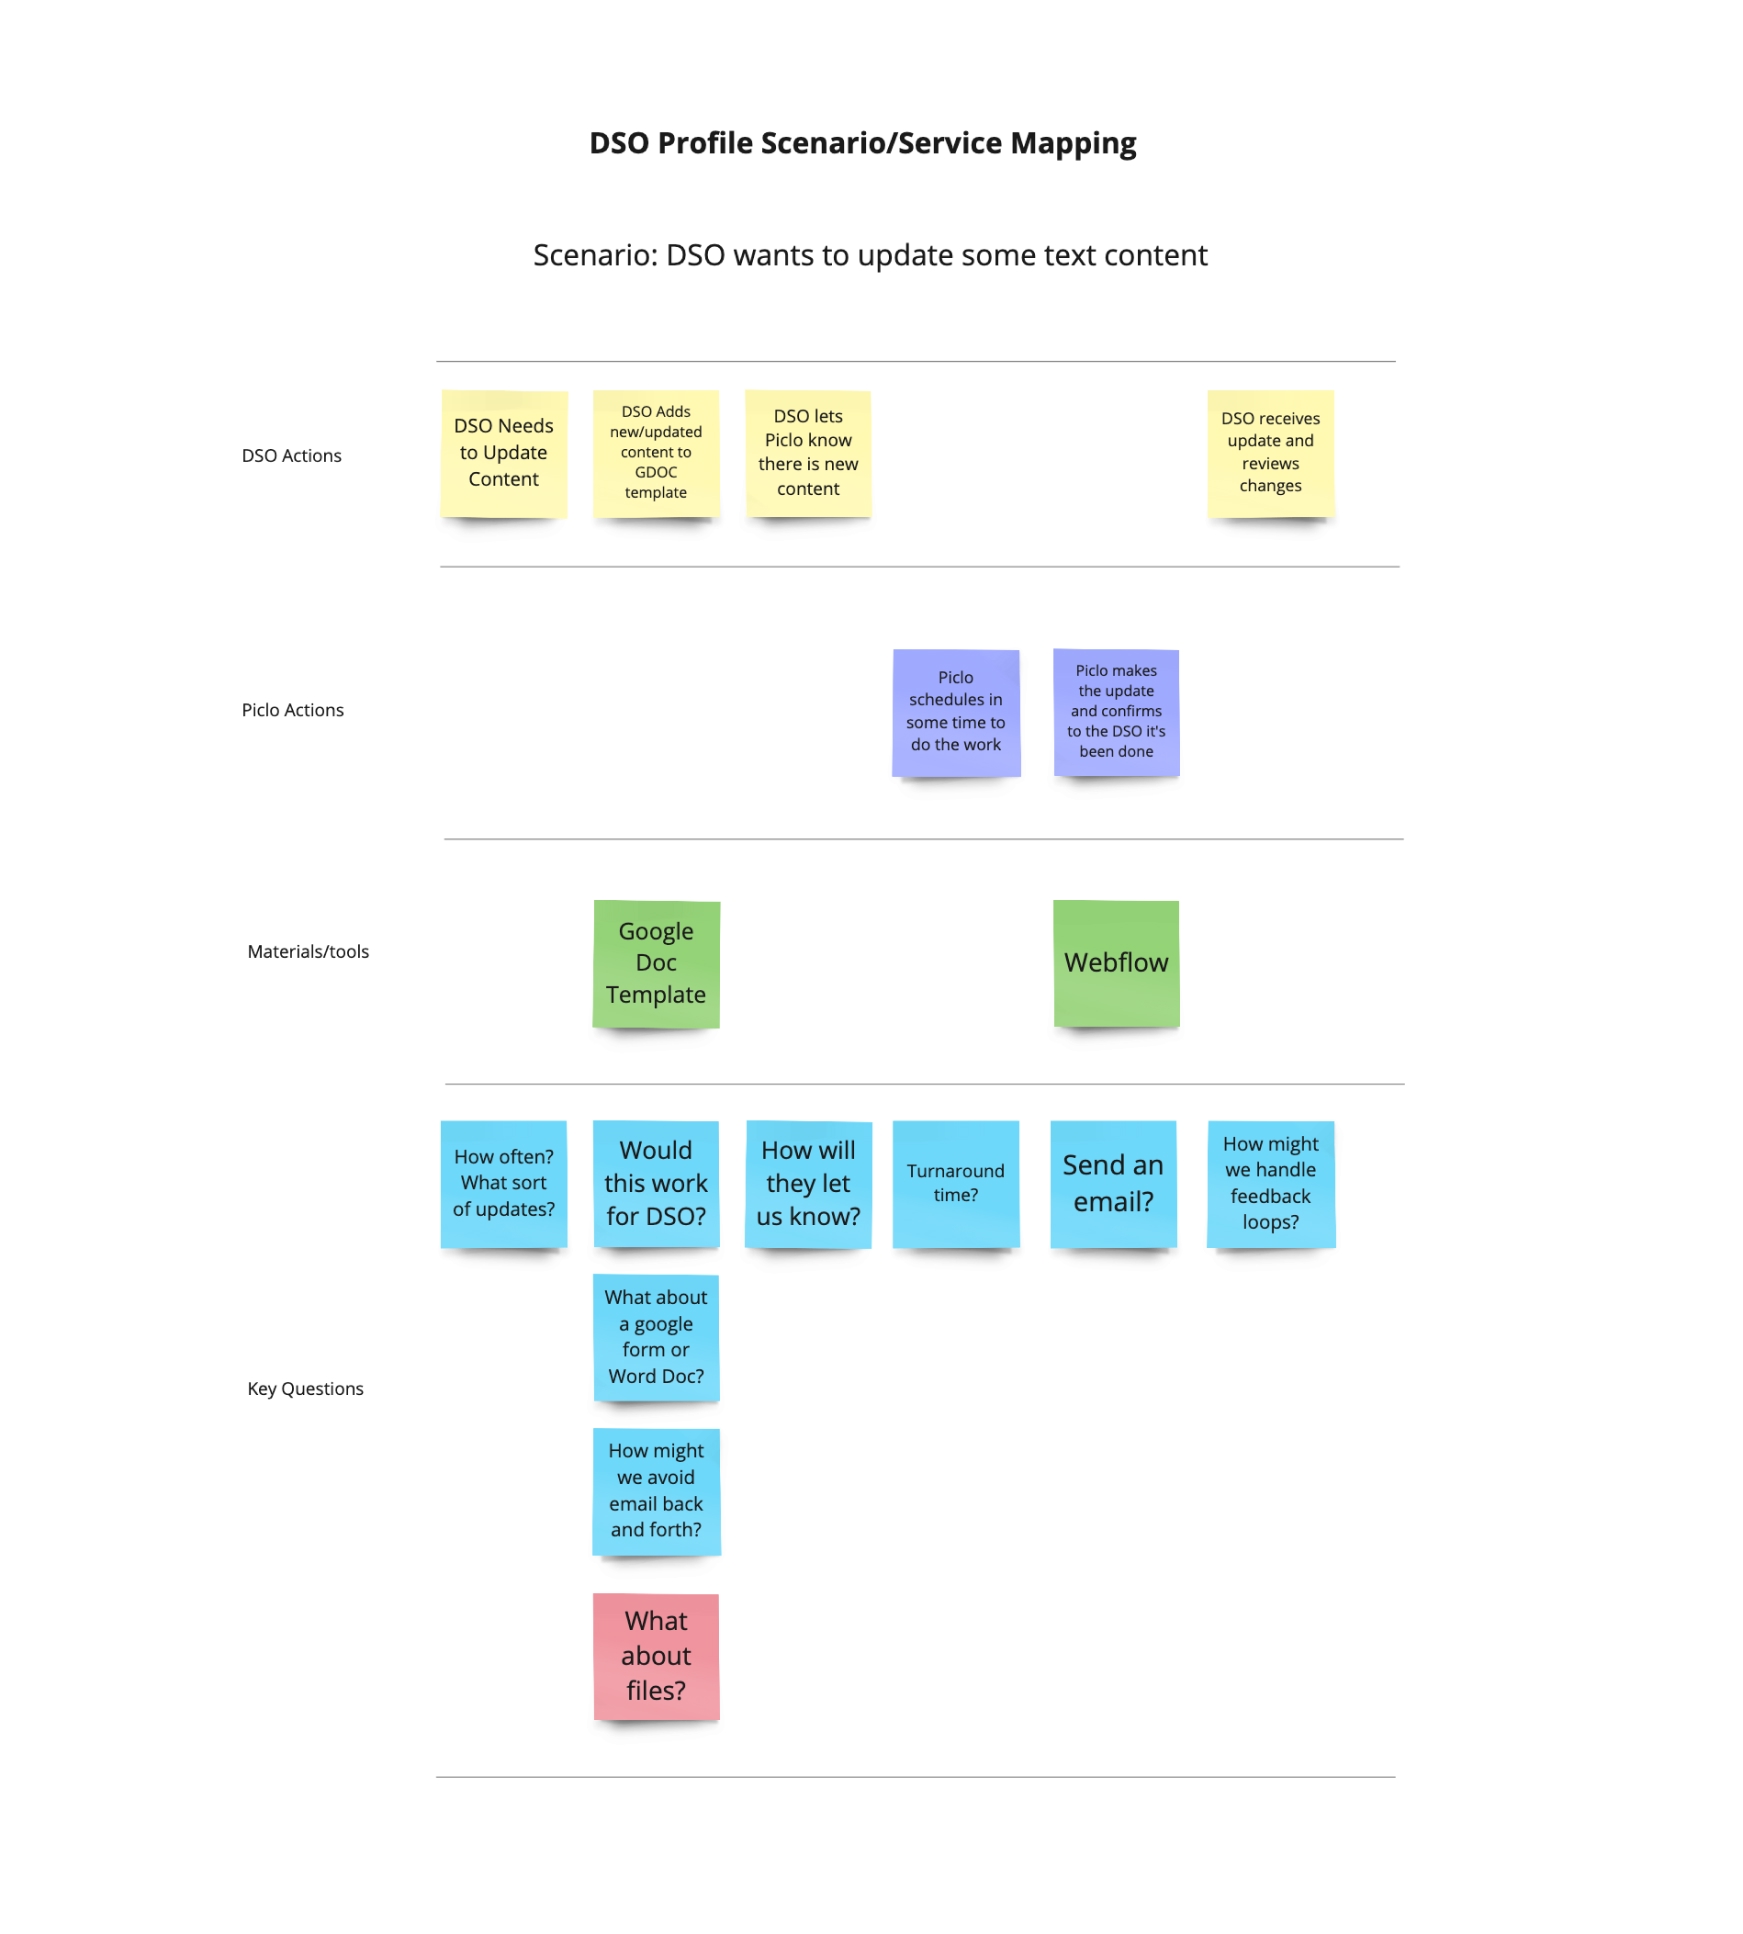 DSO Profile Scenario/Service Mapping
Scenario: DSO wants to update some text content
DSO Actions
DSO Needs
to Update
Content
DSO Adds
new/updated
content to
GDOC
template
DSO lets
Piclo know
there is new
content
DSO receives
update and
reviews
changes
Piclo Actions
Piclo
schedules in
some time to
do the work
Piclo makes
the update
and confirms
to the DSO it's
been done
Materials/tools
Google
Doc
Template
Webflow
Key Questions
How often?
What sort
of updates?
Would
this work
for DSO?
How will
they let
us know?
Turnaround
time?
Send an
email?
How might
we handle
feedback
loops?
What about
a google
form or
Word Doc?
How might
we avoid
email back
and forth?
What
about
files?